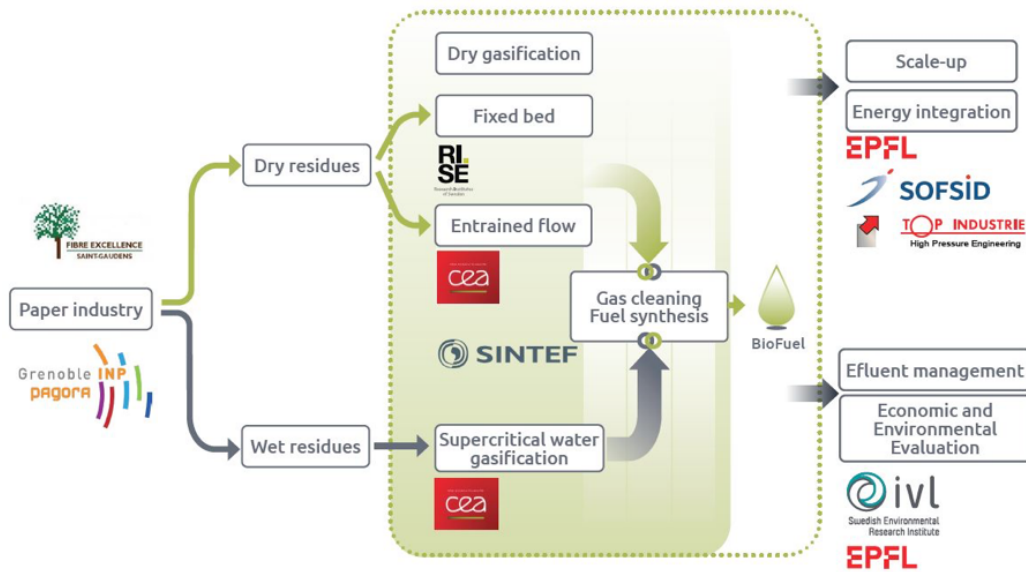 Dry gasification
Fixed bed
RI.
SE
Dry residues
Entrained flow
cea
FIBRE EXCELLENCE
SAINT-GAUDENS
Paper industry
Grenoble INP
PAGORA
Gas cleaning
Fuel synthesis
BioFuel
SINTEF
Wet residues
Supercritical water
gasification
cea
Scale-up
Energy integration
EPFL
SOFSID
TOP INDUSTRIE
High Pressure Engineering
Efluent management
Economic and
Environmental
Evaluation
ivl
Swedish Environmental
Research Institute
EPFL